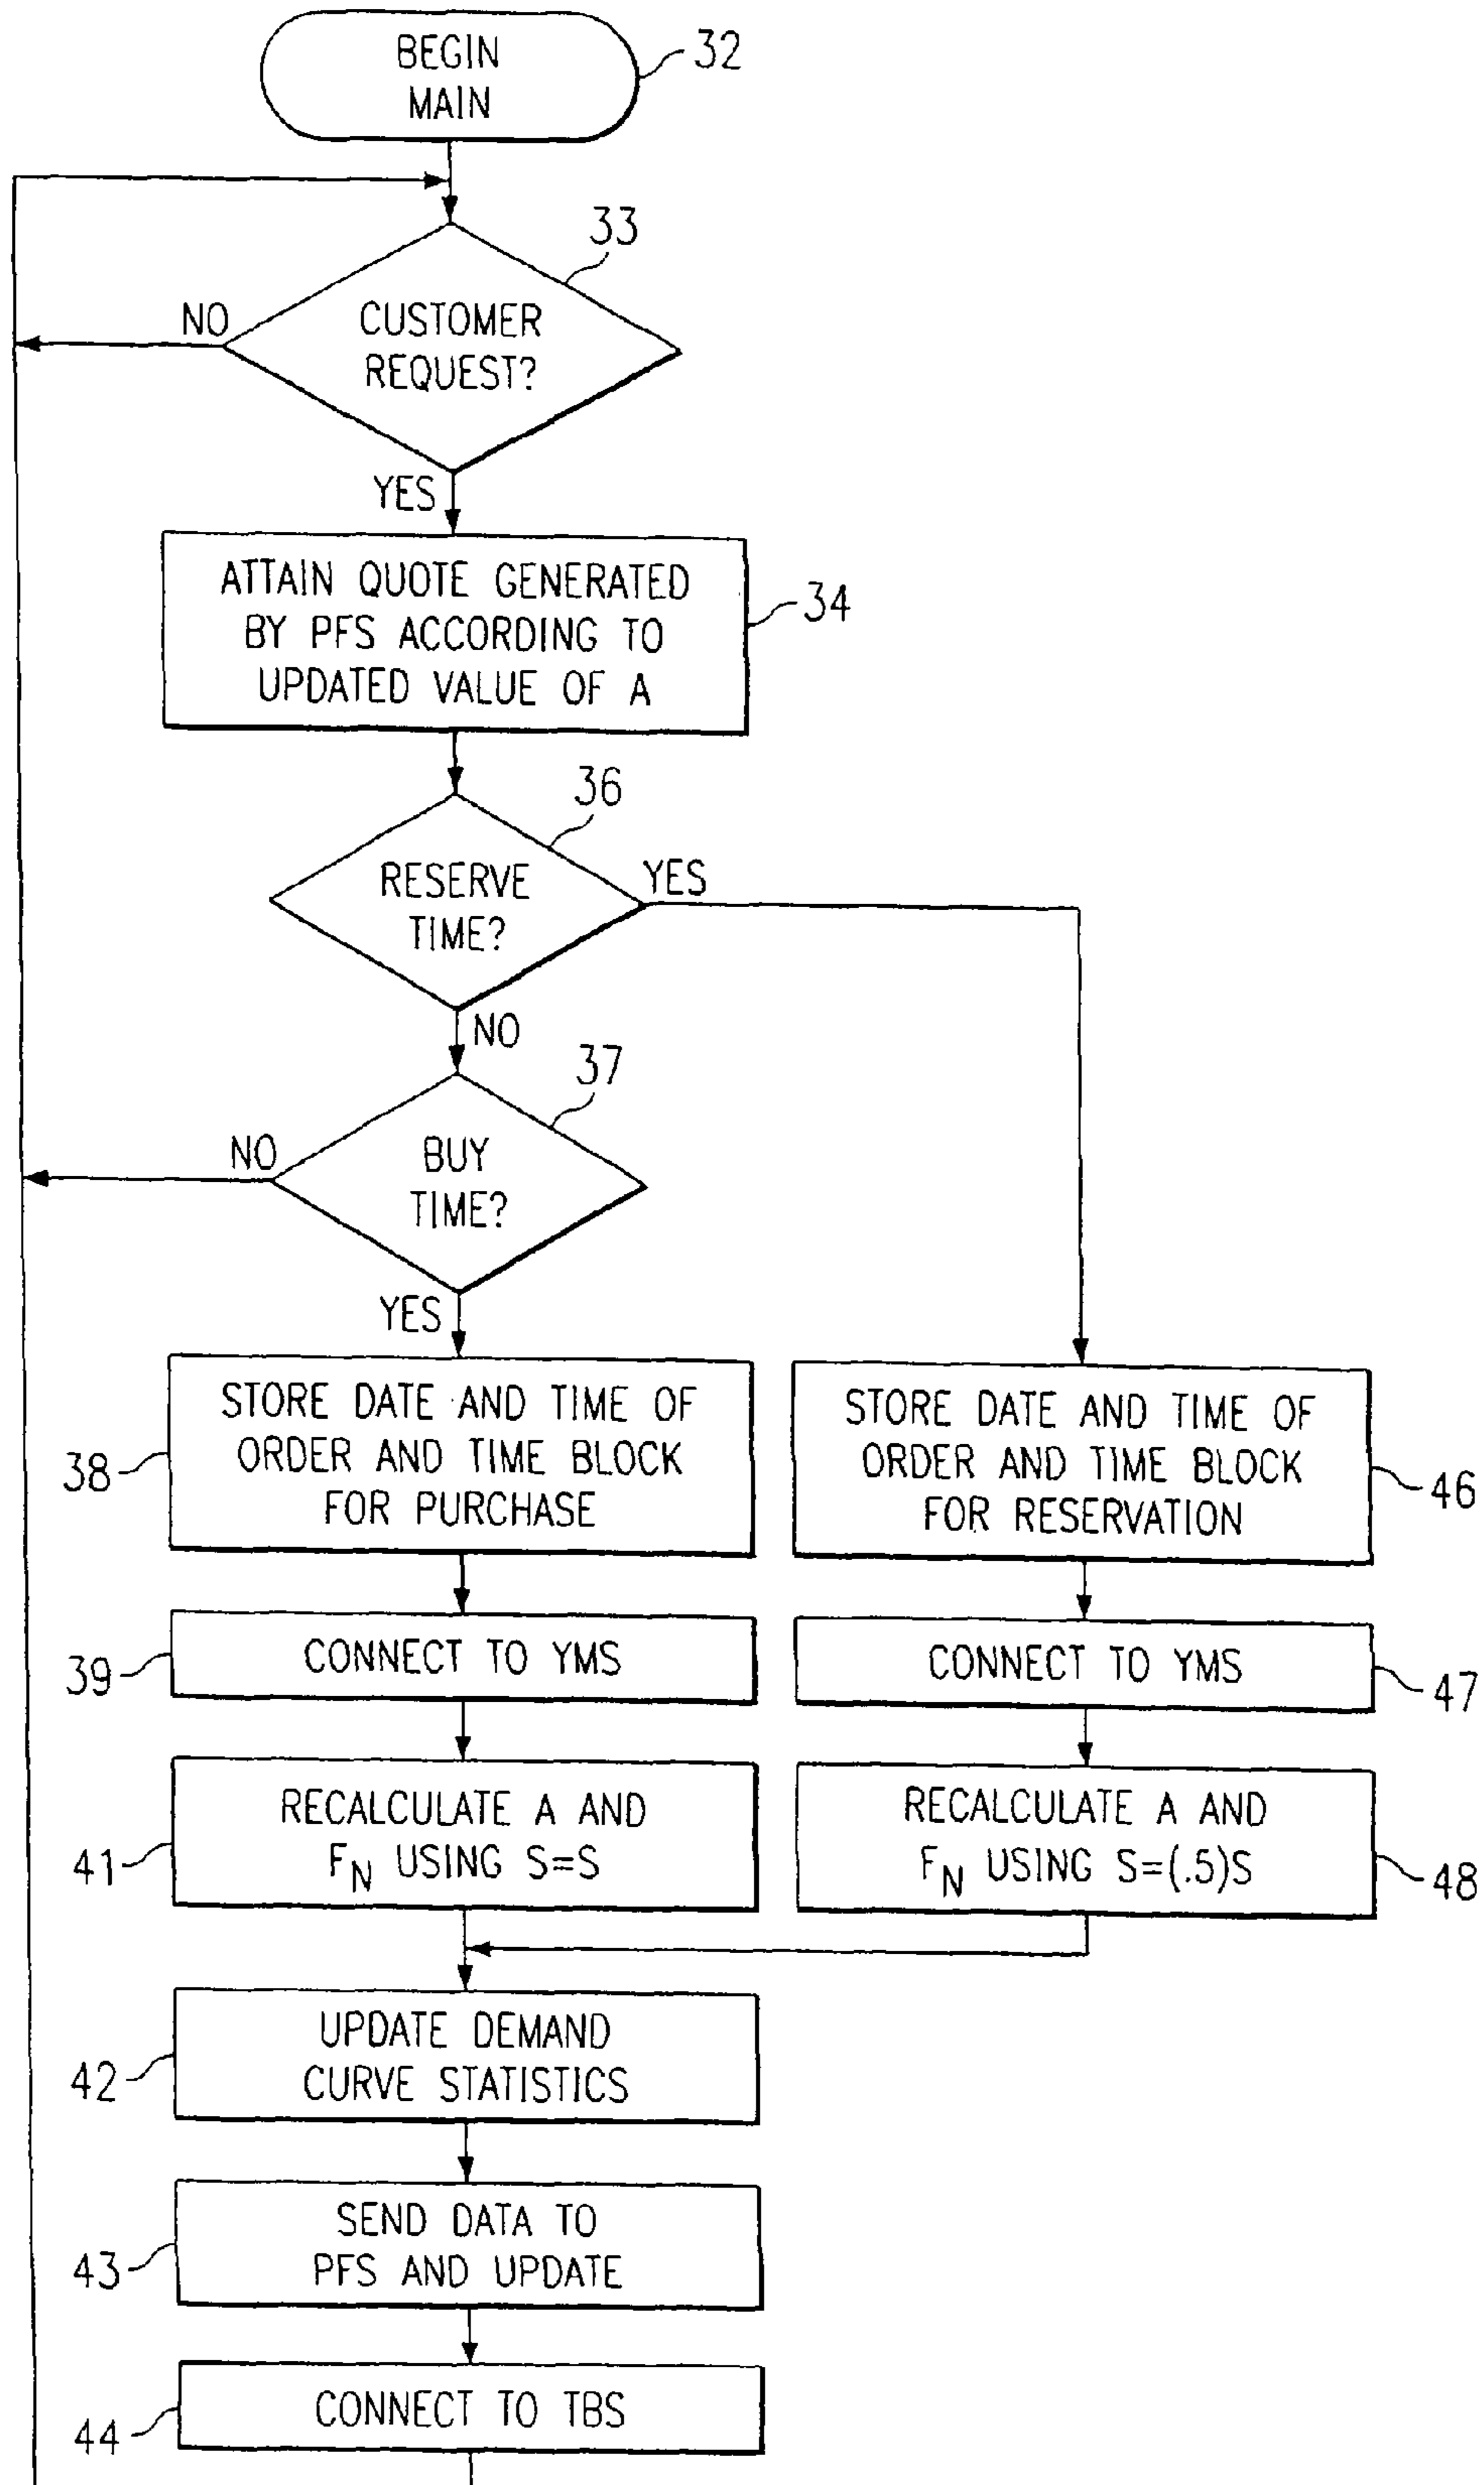 BEGIN
MAIN
32
33
CUSTOMER
REQUEST?
NO
YES
ATTAIN QUOTE GENERATED
BY PFS ACCORDING TO
UPDATED VALUE OF A
34
36
RESERVE
TIME?
YES
NO
37
BUY
TIME?
NO
YES
STORE DATE AND TIME OF
ORDER AND TIME BLOCK
FOR PURCHASE
38
STORE DATE AND TIME OF
ORDER AND TIME BLOCK
FOR RESERVATION
46
CONNECT TO YMS
39
CONNECT TO YMS
47
RECALCULATE A AND
FN USING S=S
41
RECALCULATE A AND
FN USING S=(.5)S
48
UPDATE DEMAND
CURVE STATISTICS
42
SEND DATA TO
PFS AND UPDATE
43
CONNECT TO TBS
44